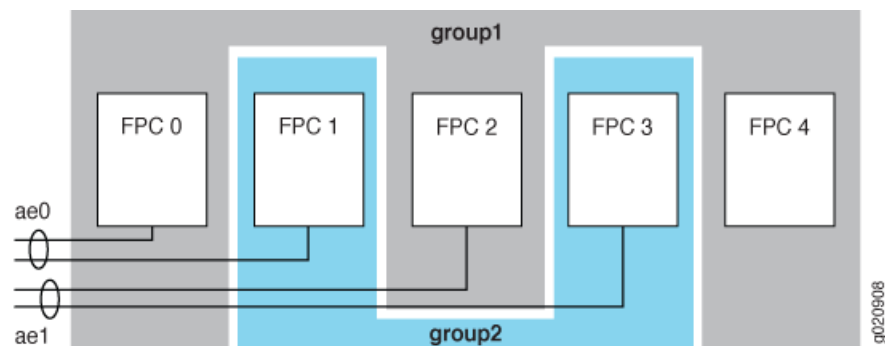 group1
FPC 0
FPC 1
FPC 2
FPC 3
FPC 4
ae0
ae1
group2
g020908